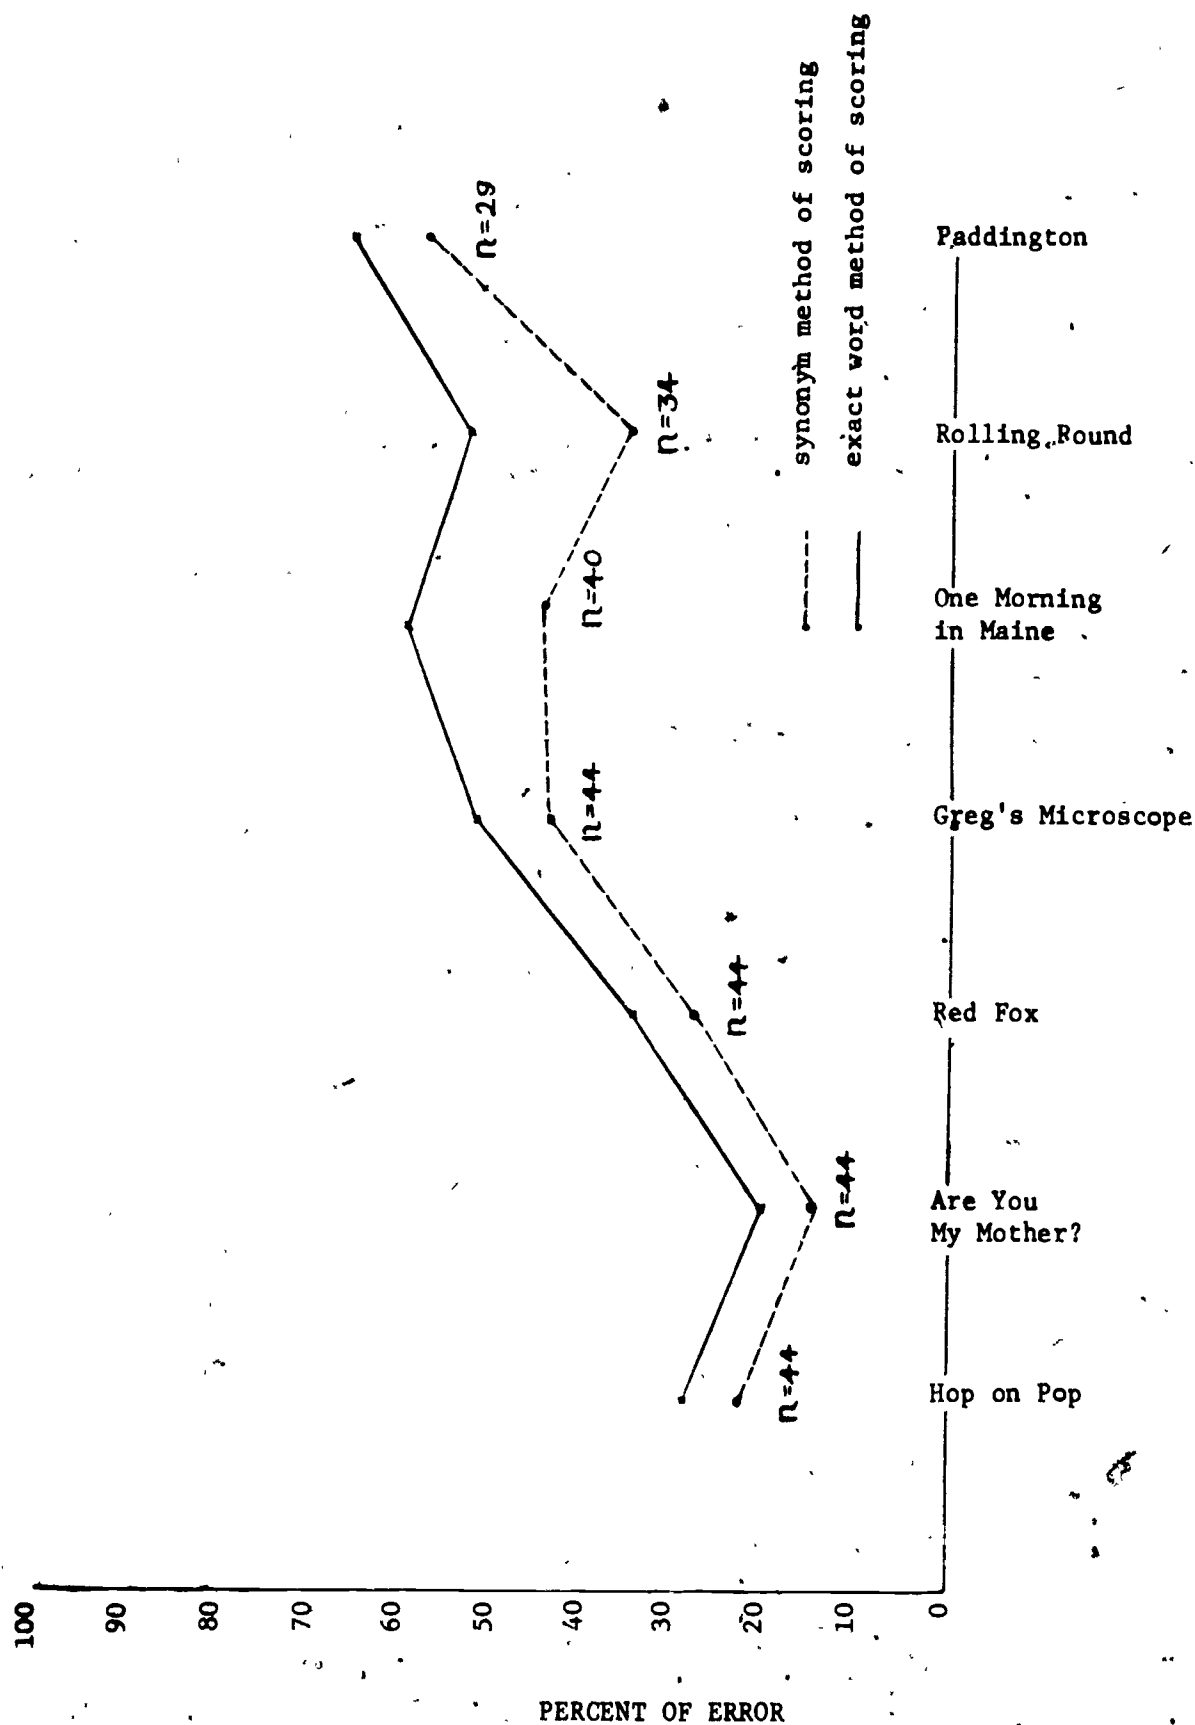 100
90
80
70
60
50
40
30
20
10
0
PERCENT OF ERROR
n=44
n=44
n=44
n=44
n=40
n=34
n=29
synonym method of scoring
exact word method of scoring
Hop on Pop
Are You
My Mother?
Red Fox
Greg's Microscope
One Morning
in Maine
Rolling Round
Paddington